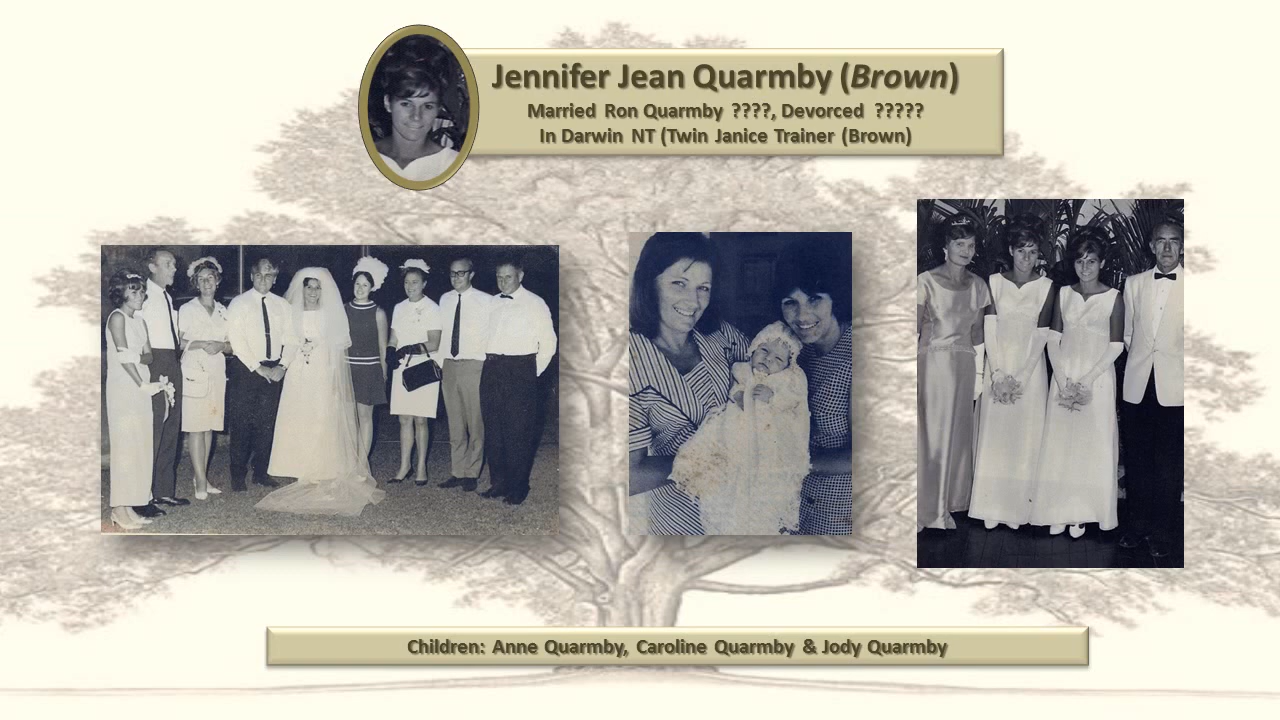 Jennifer Jean Quarmby (Brown)
Married Ron Quarmby ????, Devorced ?????
In Darwin NT (Twin Janice Trainer (Brown)
Children: Anne Quarmby, Caroline Quarmby & Jody Quarmby